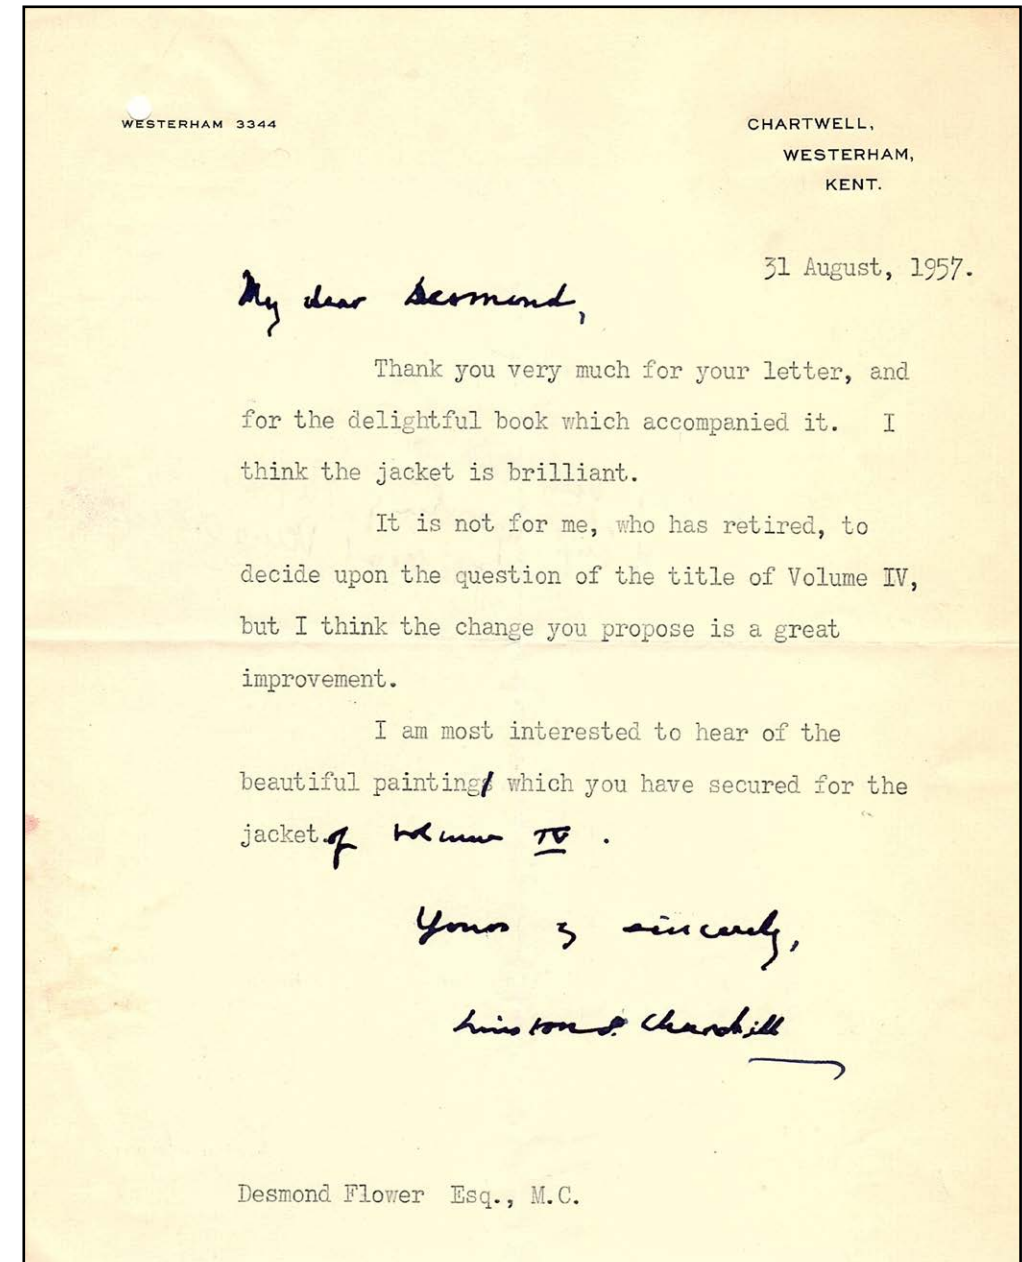 WESTERHAM 3344
CHARTWELL,
WESTERHAM,
KENT.
31 August, 1957.
My dear Desmond,
Thank you very much for your letter, and
for the delightful book which accompanied it. I
think the jacket is brilliant.
It is not for me, who has retired, to
decide upon the question of the title of Volume IV,
but I think the change you propose is a great
improvement.
I am most interested to hear of the
beautiful painting which you have secured for the
jacket of Volume IV.
Yours sincerely,
Winston S. Churchill
Desmond Flower Esq., M.C.